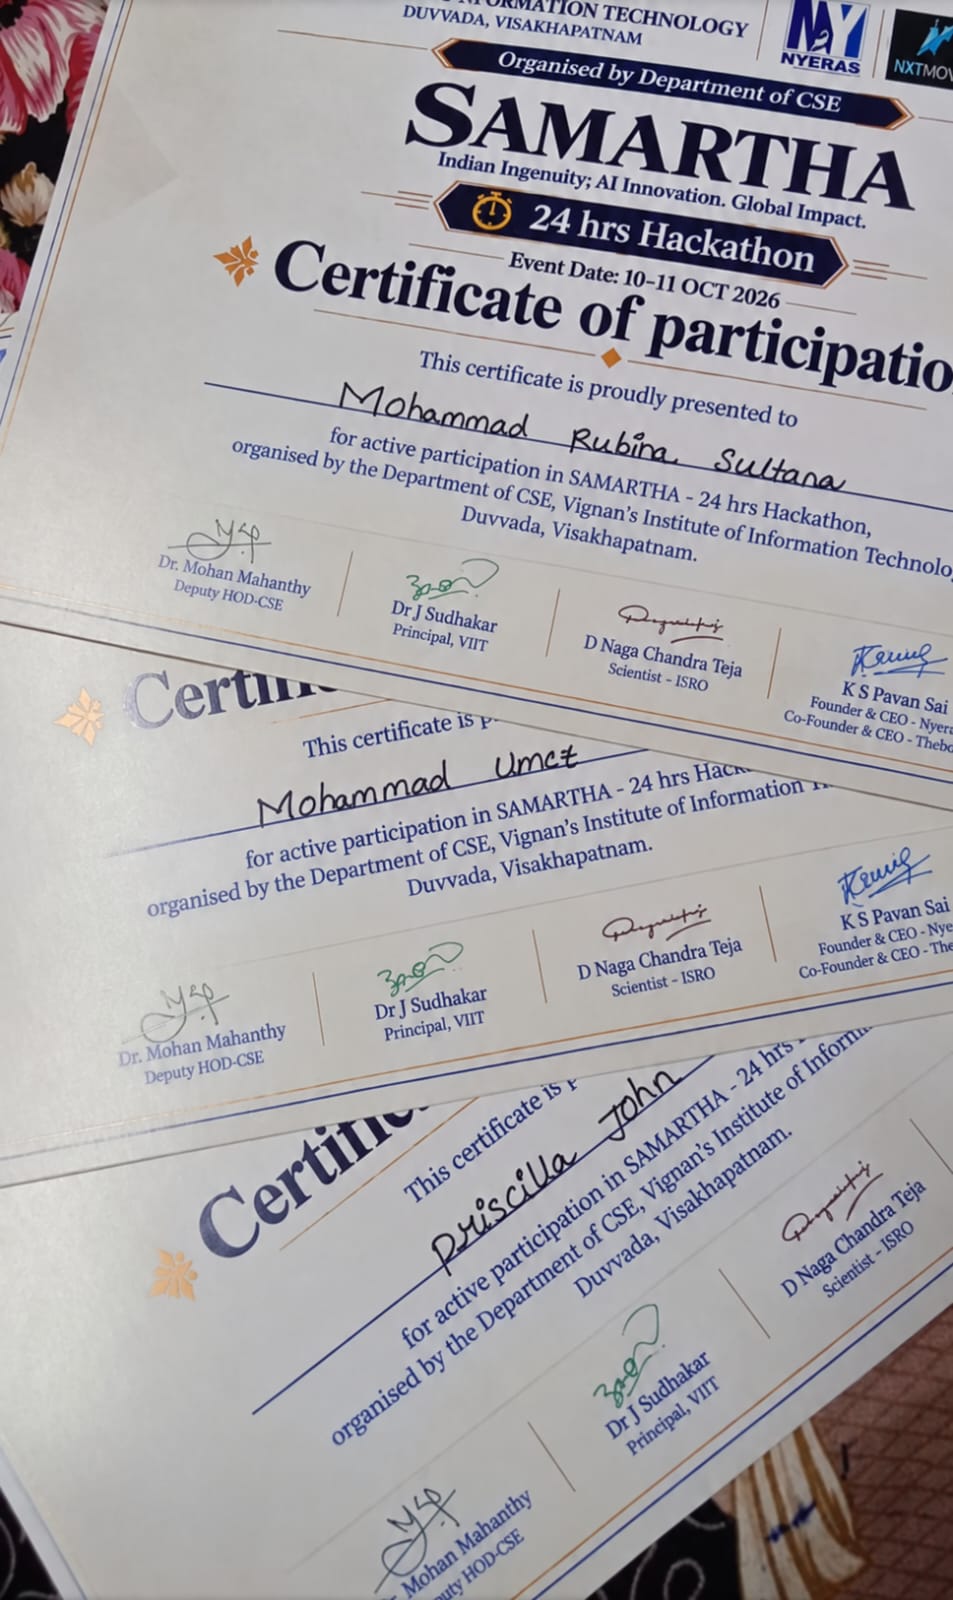 INFORMATION TECHNOLOGY
DUVVADA, VISAKHAPATNAM
NYERAS
NXTMOV
Organised by Department of CSE
SAMARTHA
Indian Ingenuity; AI Innovation. Global Impact.
24 hrs Hackathon
Event Date: 10-11 OCT 2026
Certificate of participatio
This certificate is proudly presented to
Mohammad Rubina Sultana
for active participation in SAMARTHA - 24 hrs Hackathon,
organised by the Department of CSE, Vignan's Institute of Information Technolo
Duvvada, Visakhapatnam.
Dr. Mohan Mahanthy
Deputy HOD-CSE
Dr J Sudhakar
Principal, VIIT
D Naga Chandra Teja
Scientist - ISRO
K S Pavan Sai
Founder & CEO - Nyera
Co-Founder & CEO - Thebo
Certific
This certificate is p
Mohammad Umez
for active participation in SAMARTHA - 24 hrs Hack
organised by the Department of CSE, Vignan's Institute of Information
Duvvada, Visakhapatnam.
Dr. Mohan Mahanthy
Deputy HOD-CSE
Dr J Sudhakar
Principal, VIIT
D Naga Chandra Teja
Scientist - ISRO
K S Pavan Sai
Founder & CEO - Nye
Co-Founder & CEO - The
Certific
This certificate is p
Priscilla John
for active participation in SAMARTHA - 24 hrs
organised by the Department of CSE, Vignan's Institute of Inform
Duvvada, Visakhapatnam.
Mohan Mahanthy
puty HOD-CSE
Dr J Sudhakar
Principal, VIIT
D Naga Chandra Teja
Scientist - ISRO